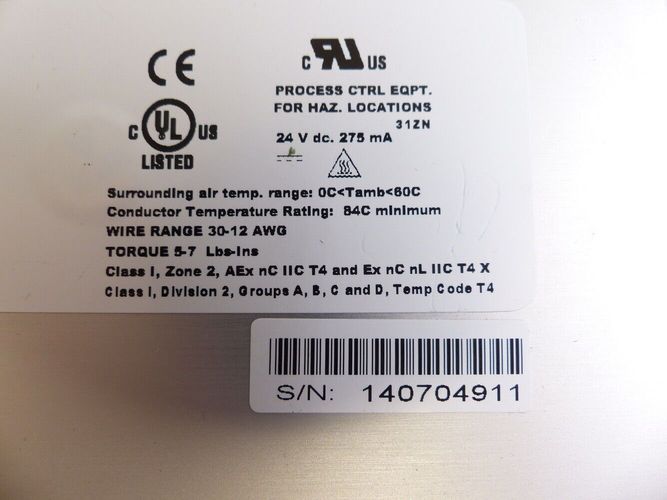 CE
c RU US
PROCESS CTRL EQPT.
FOR HAZ. LOCATIONS
31ZN
C UL US
LISTED
24 V dc. 275 mA
Surrounding air temp. range: 0C<Tamb<60C
Conductor Temperature Rating: 84C minimum
WIRE RANGE 30-12 AWG
TORQUE 5-7 Lbs-Ins
Class I, Zone 2, AEx nC IIC T4 and Ex nC nL IIC T4 X
Class I, Division 2, Groups A, B, C and D, Temp Code T4
S/N: 140704911